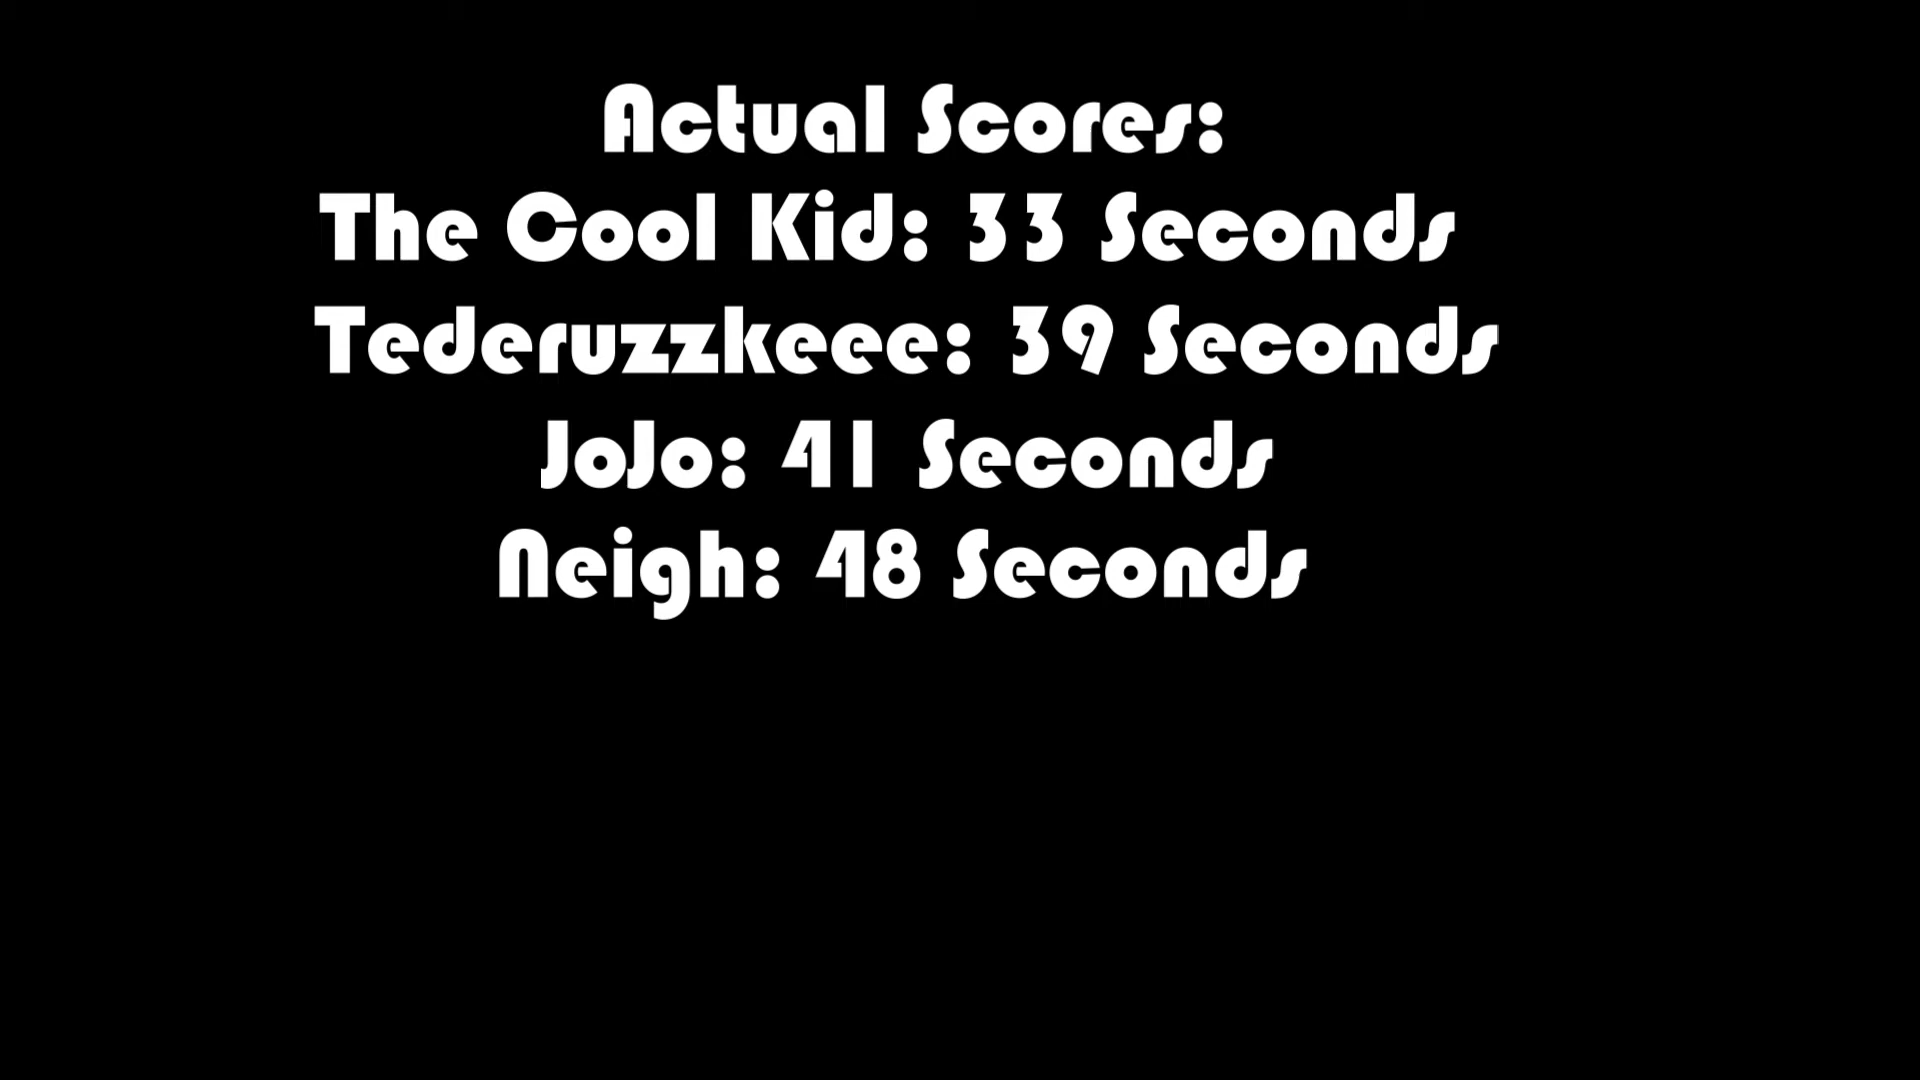 Actual Scores:
The Cool Kid: 33 Seconds
Tederuzzkeee: 39 Seconds
JoJo: 41 Seconds
Neigh: 48 Seconds